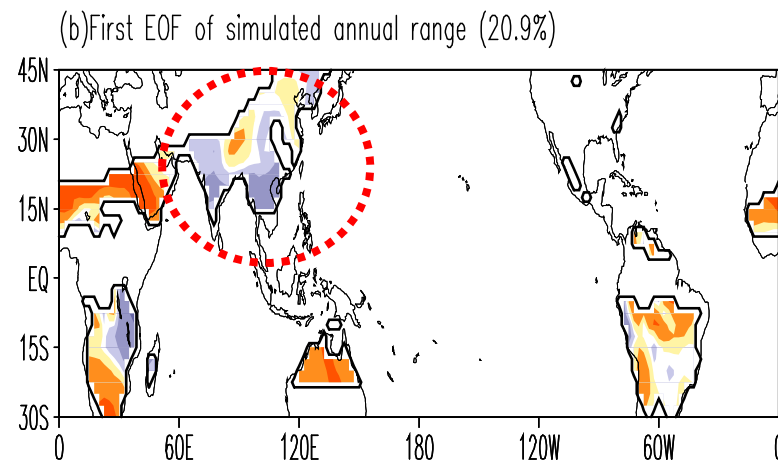 (b)First EOF of simulated annual range (20.9%)
45N
30N
15N
EQ
15S
30S
0 60E 120E 180 120W 60W 0